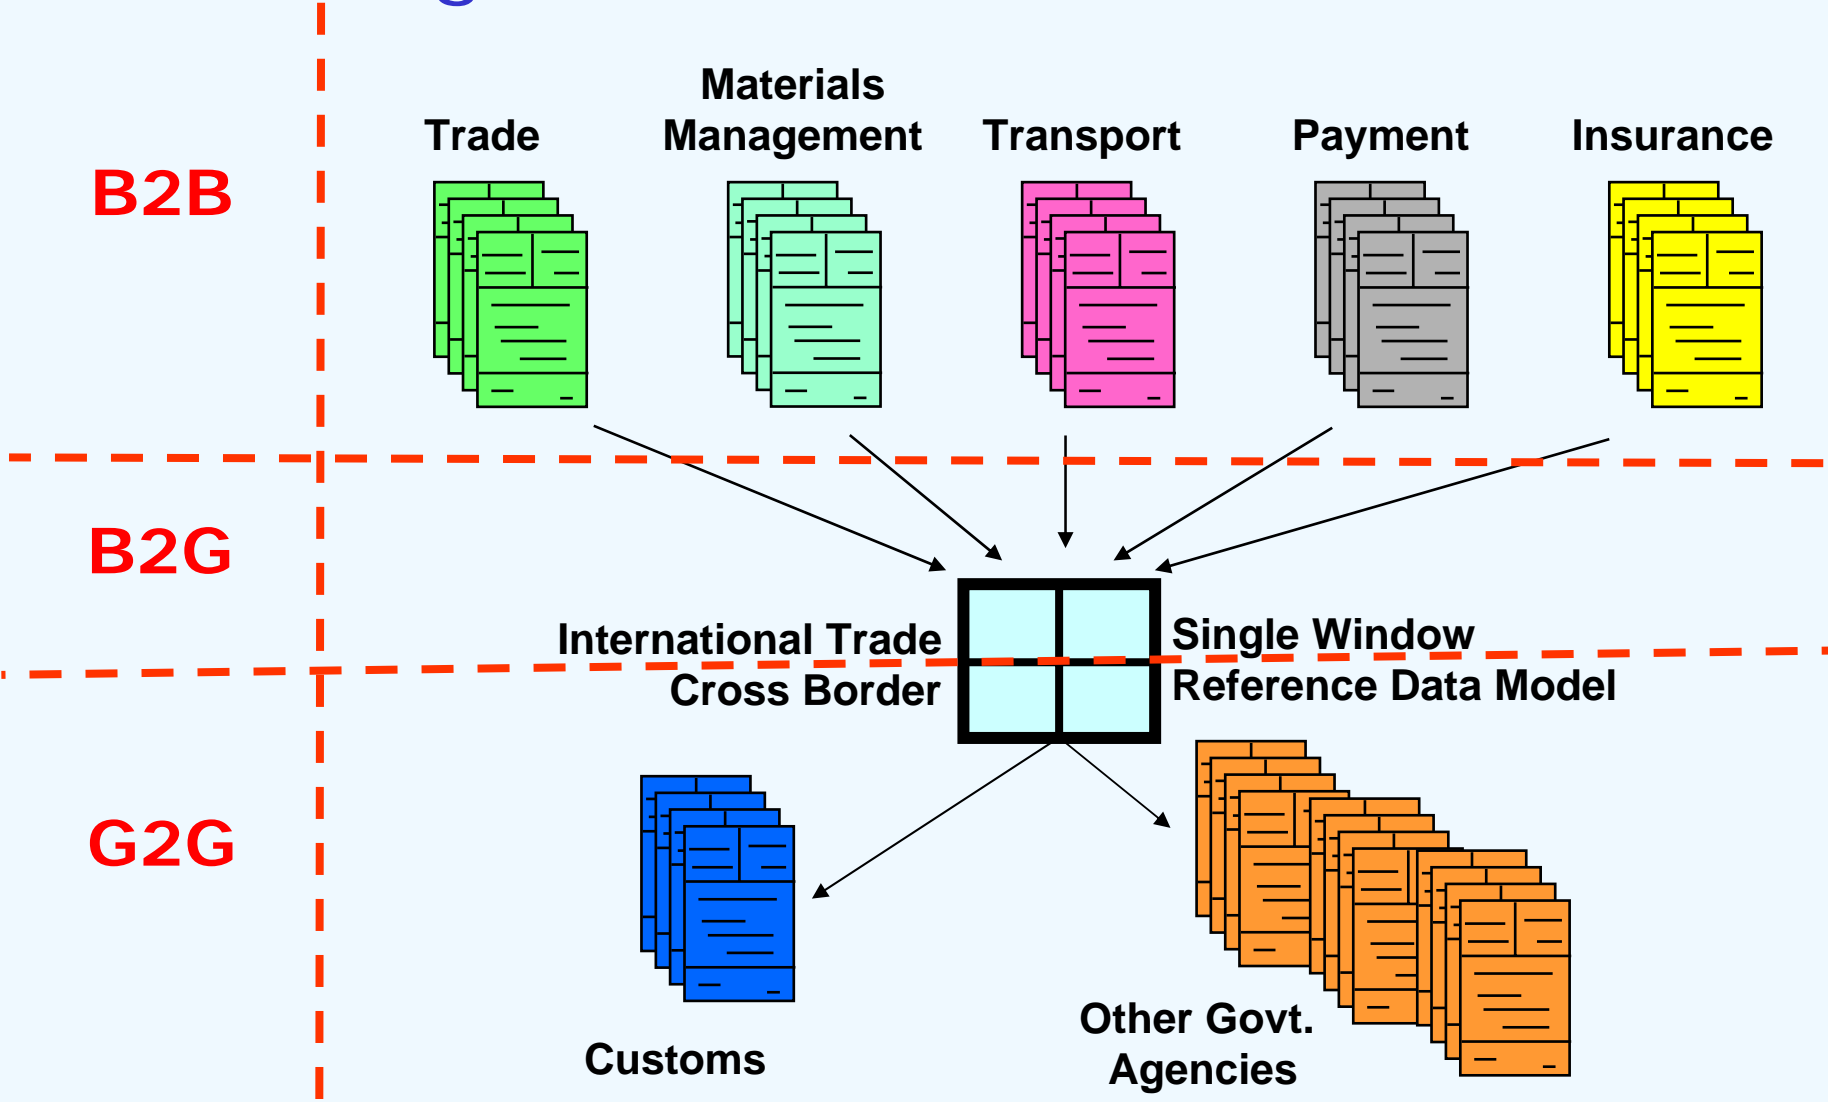 Materials
Trade Management Transport Payment Insurance
B2B
B2G
International Trade Single Window
Cross Border Reference Data Model
G2G
Other Govt.
Customs Agencies